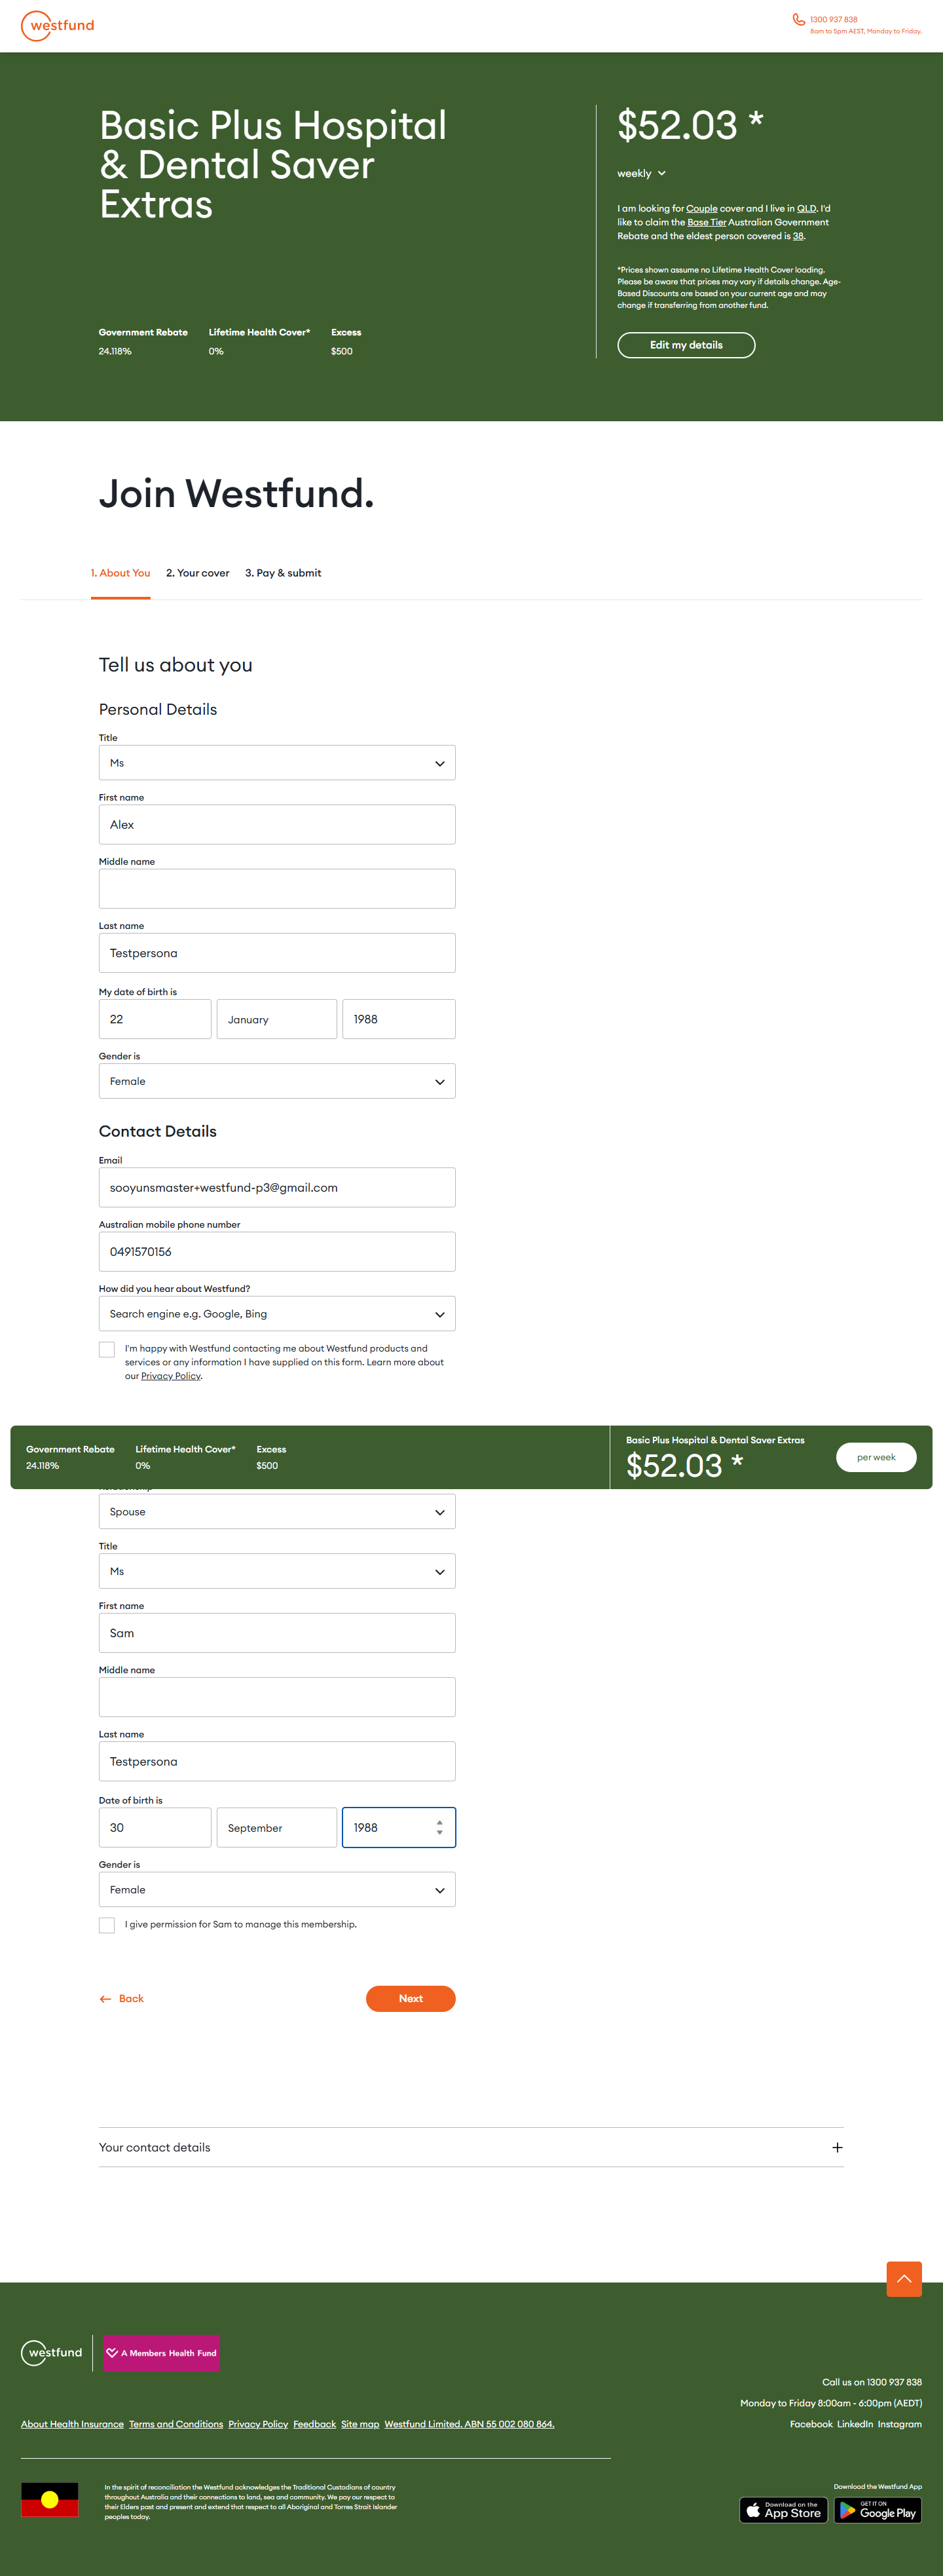 westfund
1300 937 838
8am to 5pm AEST, Monday to Friday.
Basic Plus Hospital
& Dental Saver
Extras
Government Rebate
24.118%
Lifetime Health Cover*
0%
Excess
$500
$52.03 *
weekly
I am looking for Couple cover and I live in QLD. I'd
like to claim the Base Tier Australian Government
Rebate and the eldest person covered is 38.
*Prices shown assume no Lifetime Health Cover loading.
Please be aware that prices may vary if details change. Age-
Based Discounts are based on your current age and may
change if transferring from another fund.
Edit my details
Join Westfund.
1. About You
2. Your cover
3. Pay & submit
Tell us about you
Personal Details
Title
Ms
First name
Alex
Middle name
Last name
Testpersona
My date of birth is
22
January
1988
Gender is
Female
Contact Details
Email
sooyunsmaster+westfund-p3@gmail.com
Australian mobile phone number
0491570156
How did you hear about Westfund?
Search engine e.g. Google, Bing
I'm happy with Westfund contacting me about Westfund products and
services or any information I have supplied on this form. Learn more about
our Privacy Policy.
Government Rebate
24.118%
Lifetime Health Cover*
0%
Excess
$500
Basic Plus Hospital & Dental Saver Extras
$52.03 *
per week
Spouse
Title
Ms
First name
Sam
Middle name
Last name
Testpersona
Date of birth is
30
September
1988
Gender is
Female
I give permission for Sam to manage this membership.
Back
Next
Your contact details
westfund
A Members Health Fund
Call us on 1300 937 838
Monday to Friday 8:00am - 6:00pm (AEDT)
About Health Insurance Terms and Conditions Privacy Policy Feedback Site map Westfund Limited. ABN 55 002 080 864.
Facebook LinkedIn Instagram
In the spirit of reconciliation the Westfund acknowledges the Traditional Custodians of country
throughout Australia and their connections to land, sea and community. We pay our respect to
their Elders past and present and extend that respect to all Aboriginal and Torres Strait Islander
peoples today.
Download the Westfund App
Download on the
App Store
GET IT ON
Google Play